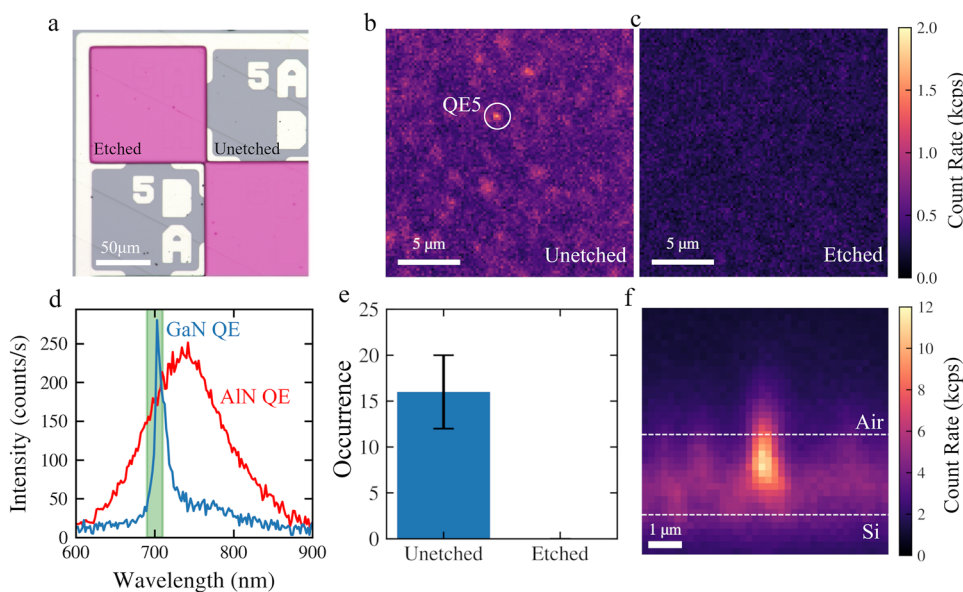 a
5 A
D
Etched
Unetched
5 D
A
50μm
b
QE5
5 μm
Unetched
c
5 μm
Etched
2.0
1.5
1.0
0.5
0.0
Count Rate (kcps)
d
GaN QE
AlN QE
250
200
150
100
50
0
600
700
800
900
Intensity (counts/s)
Wavelength (nm)
e
25
20
15
10
5
0
Occurrence
Unetched
Etched
f
Air
Si
1 μm
12
10
8
6
4
2
0
Count Rate (kcps)